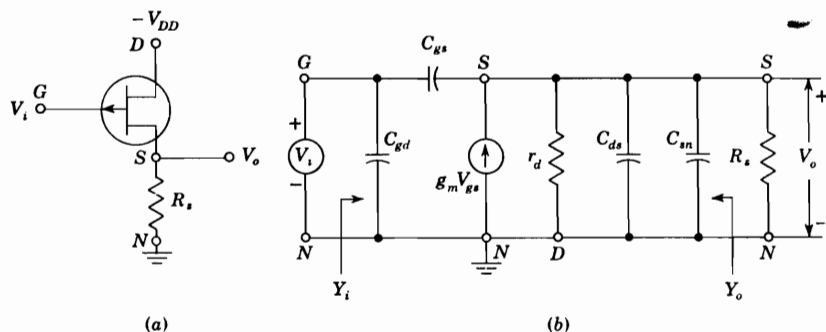 −V_DD
D
G
V_i
S
V_o
R_s
N
(a)
G
C_gs
S
S
+
+
V_i
−
C_gd
g_m V_gs
r_d
C_ds
C_sn
R_s
V_o
−
N
N
D
N
Y_i
Y_o
(b)